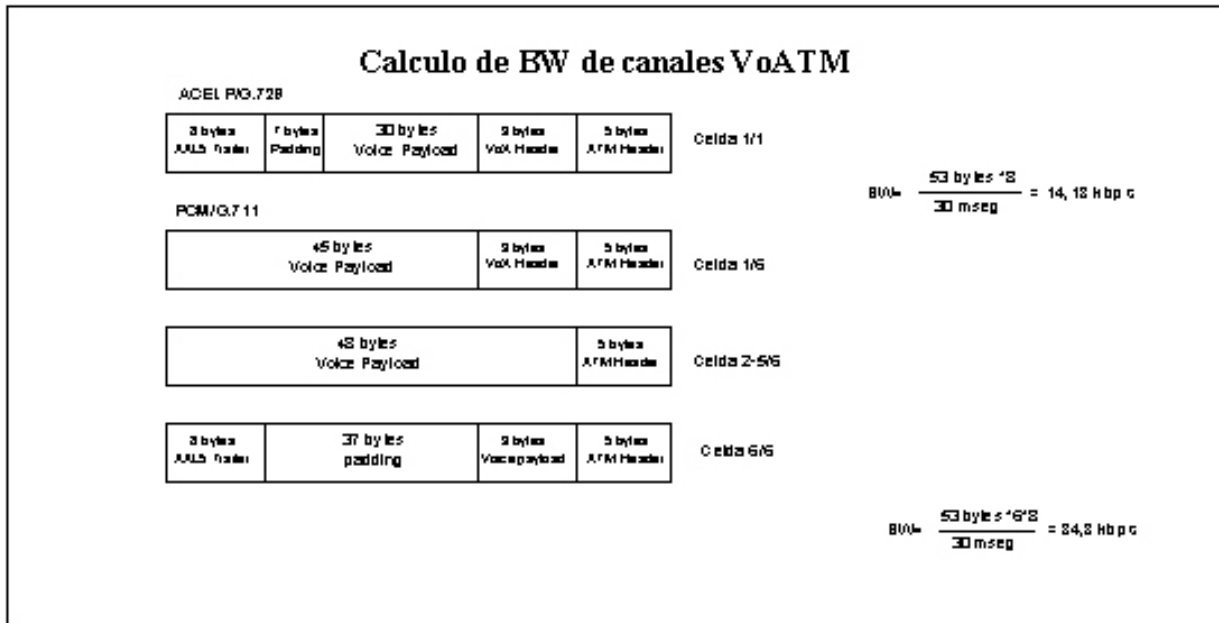 Calculo de BW de canales VoATM
ACELP/G.729
8 bytes AAL5 Trailer
7 bytes Padding
30 bytes Voice Payload
3 bytes VoX Header
5 bytes ATM Header
Celda 1/1
BW= 53 bytes *8 / 30 mseg = 14,13 kbps
PCM/G.711
45 bytes Voice Payload
3 bytes VoX Header
5 bytes ATM Header
Celda 1/6
48 bytes Voice Payload
5 bytes ATM Header
Celda 2-5/6
8 bytes AAL5 Trailer
37 bytes padding
3 bytes Voice payload
5 bytes ATM Header
Celda 6/6
BW= 53 bytes *6*8 / 30 mseg = 84,8 kbps